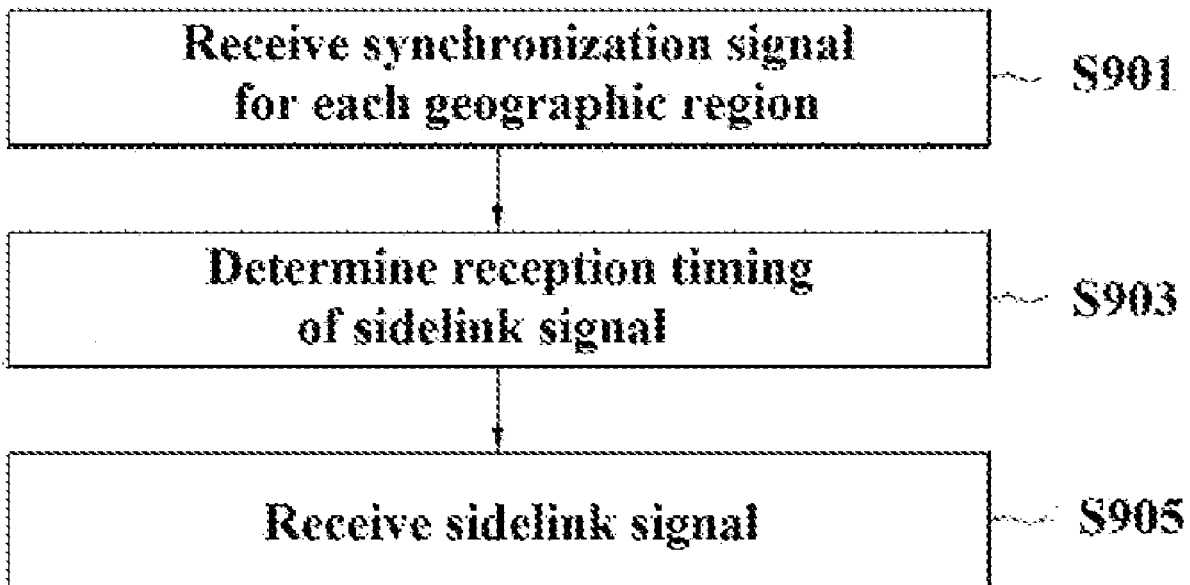 Receive synchronization signal
for each geographic region
S901
Determine reception timing
of sidelink signal
S903
Receive sidelink signal
S905